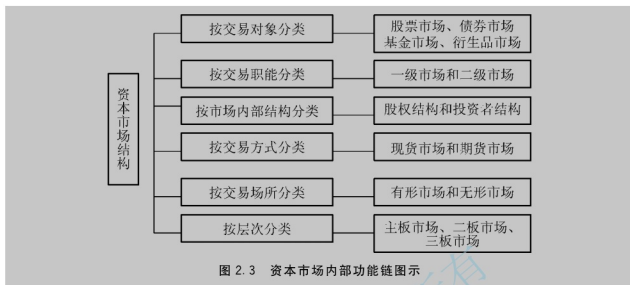 资本市场结构
按交易对象分类
股票市场、债券市场
基金市场、衍生品市场
按交易职能分类
一级市场和二级市场
按市场内部结构分类
股权结构和投资者结构
按交易方式分类
现货市场和期货市场
按交易场所分类
有形市场和无形市场
按层次分类
主板市场、二板市场、
三板市场
图 2.3 资本市场内部功能链图示
所有